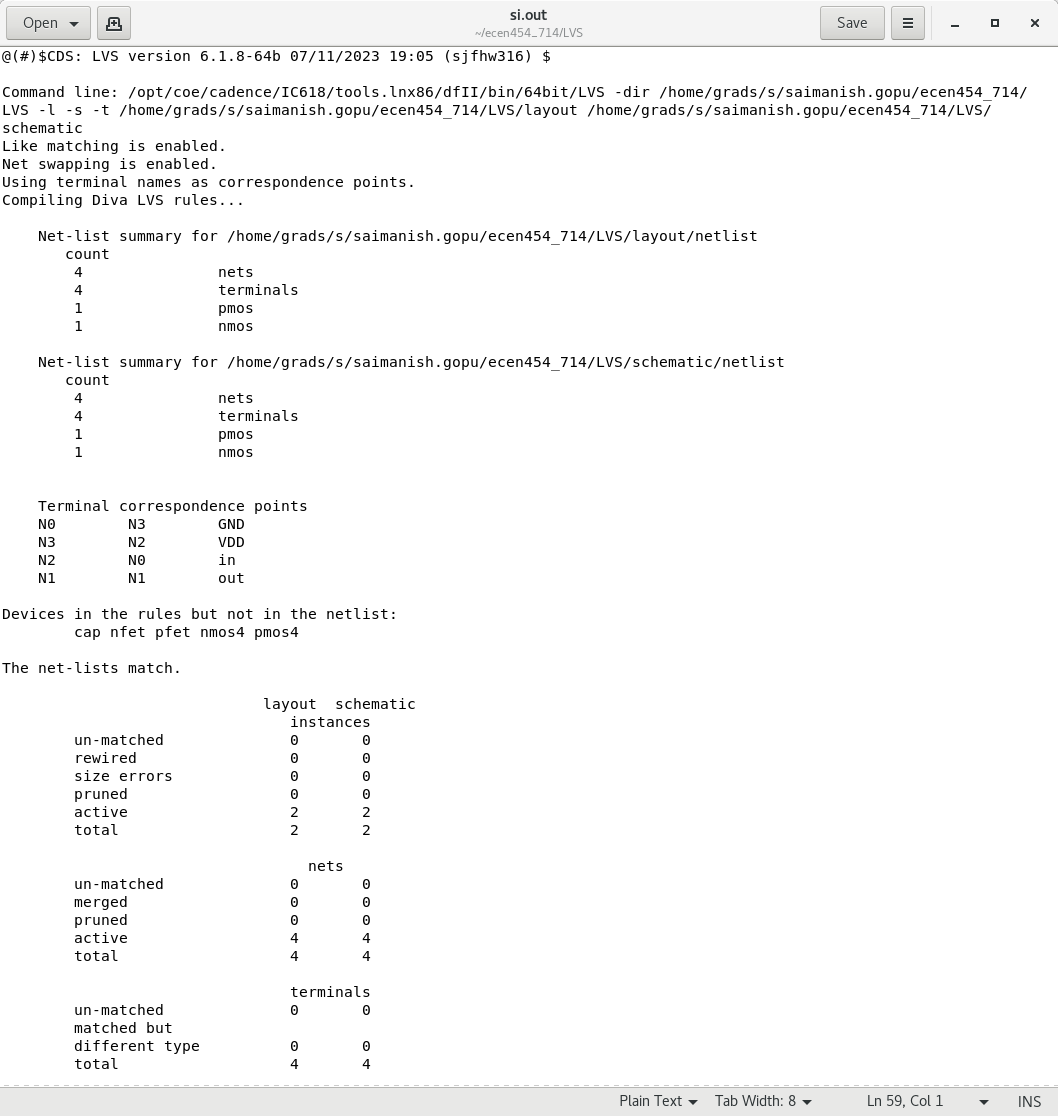 Open
si.out
~/ecen454_714/LVS
Save
@(#)$CDS: LVS version 6.1.8-64b 07/11/2023 19:05 (sjfhw316) $
Command line: /opt/coe/cadence/IC618/tools.lnx86/dfII/bin/64bit/LVS -dir /home/grads/s/saimanish.gopu/ecen454_714/
LVS -l -s -t /home/grads/s/saimanish.gopu/ecen454_714/LVS/layout /home/grads/s/saimanish.gopu/ecen454_714/LVS/
schematic
Like matching is enabled.
Net swapping is enabled.
Using terminal names as correspondence points.
Compiling Diva LVS rules...
Net-list summary for /home/grads/s/saimanish.gopu/ecen454_714/LVS/layout/netlist
count
4 nets
4 terminals
1 pmos
1 nmos
Net-list summary for /home/grads/s/saimanish.gopu/ecen454_714/LVS/schematic/netlist
count
4 nets
4 terminals
1 pmos
1 nmos
Terminal correspondence points
N0 N3 GND
N3 N2 VDD
N2 N0 in
N1 N1 out
Devices in the rules but not in the netlist:
cap nfet pfet nmos4 pmos4
The net-lists match.
layout schematic
instances
un-matched 0 0
rewired 0 0
size errors 0 0
pruned 0 0
active 2 2
total 2 2
nets
un-matched 0 0
merged 0 0
pruned 0 0
active 4 4
total 4 4
terminals
un-matched 0 0
matched but
different type 0 0
total 4 4
Plain Text Tab Width: 8 Ln 59, Col 1 INS